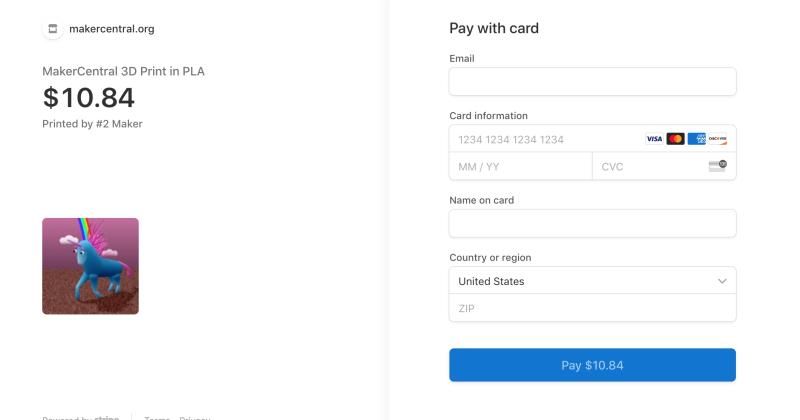 makercentral.org
MakerCentral 3D Print in PLA
$10.84
Printed by #2 Maker
Pay with card
Email
Card information
1234 1234 1234 1234 VISA
MM / YY CVC
Name on card
Country or region
United States
ZIP
Pay $10.84
Powered by stripe Terms Privacy